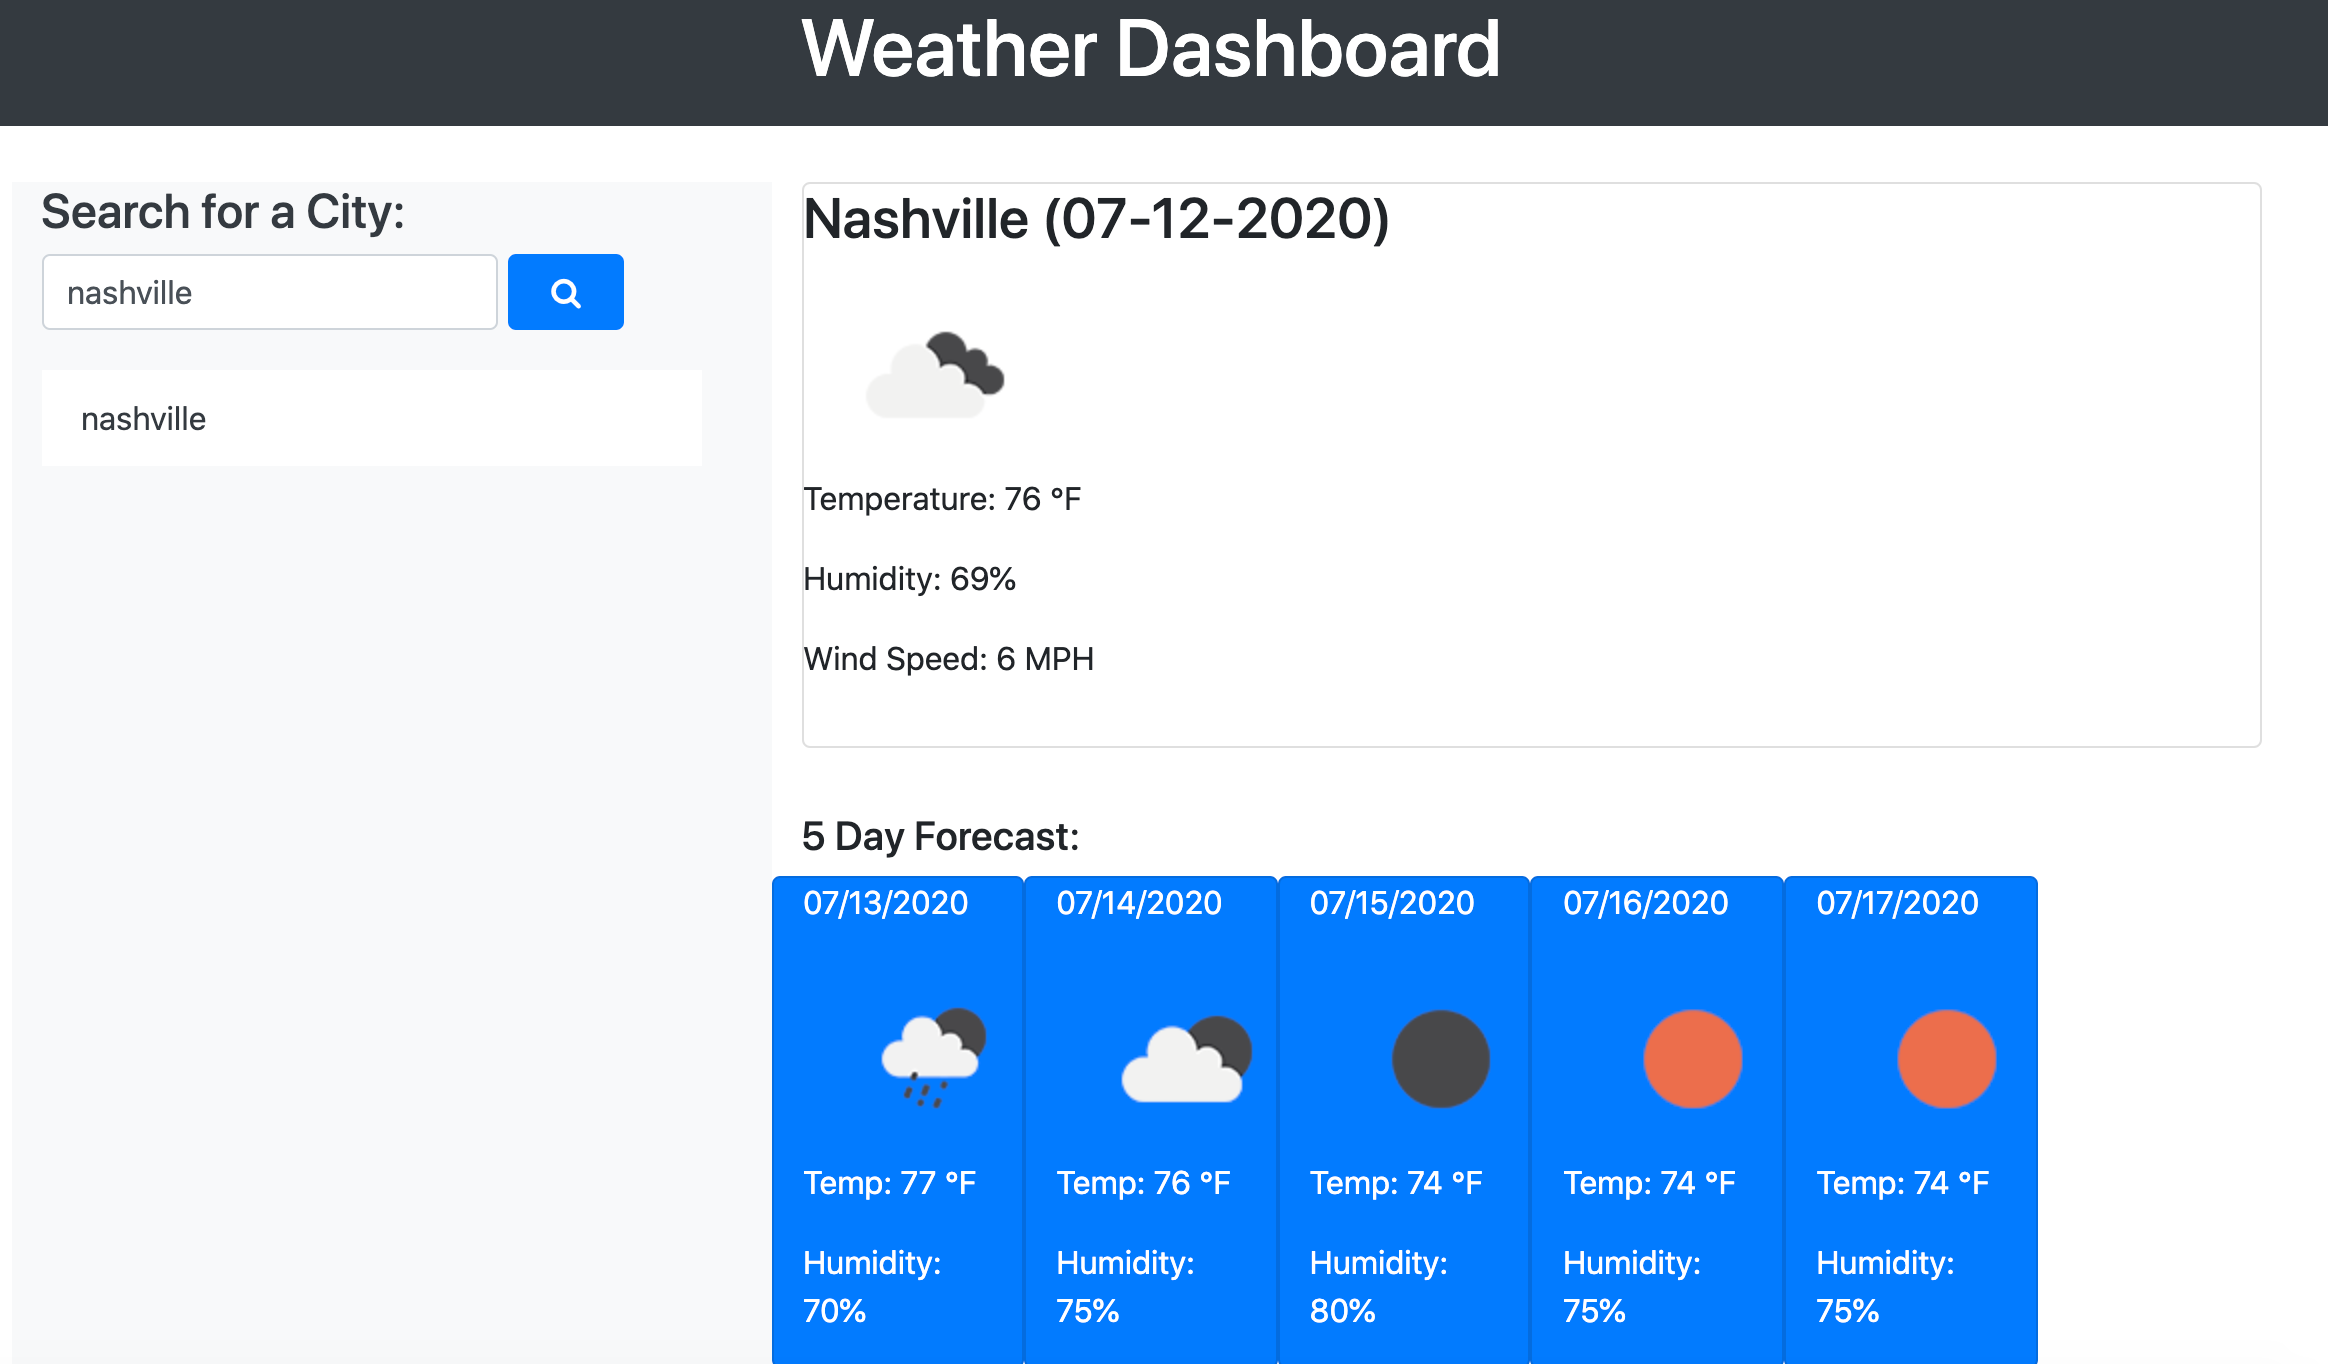 Weather Dashboard
Search for a City:
nashville
nashville
Nashville (07-12-2020)
Temperature: 76 °F
Humidity: 69%
Wind Speed: 6 MPH
5 Day Forecast:
07/13/2020
Temp: 77 °F
Humidity:
70%
07/14/2020
Temp: 76 °F
Humidity:
75%
07/15/2020
Temp: 74 °F
Humidity:
80%
07/16/2020
Temp: 74 °F
Humidity:
75%
07/17/2020
Temp: 74 °F
Humidity:
75%